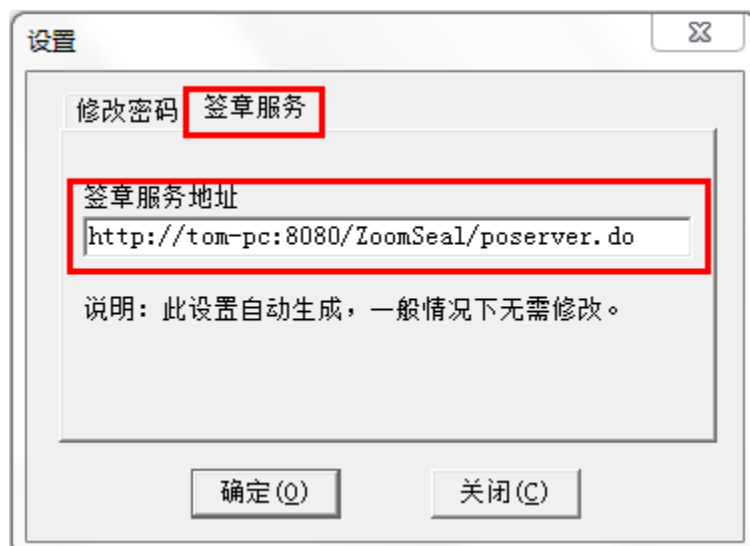 设置
修改密码 签章服务
签章服务地址
http://tom-pc:8080/ZoomSeal/poserver.do
说明：此设置自动生成，一般情况下无需修改。
确定(O) 关闭(C)